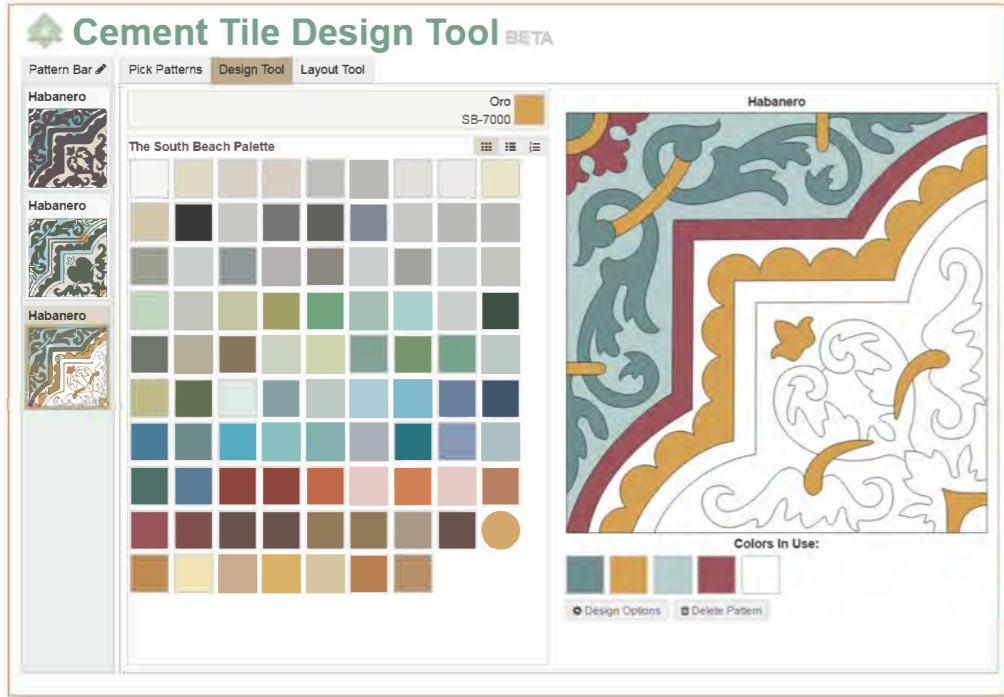 Cement Tile Design Tool BETA
Pattern Bar
Pick Patterns
Design Tool
Layout Tool
Habanero
Habanero
Habanero
Oro
SB-7000
The South Beach Palette
Habanero
Colors In Use:
Design Options
Delete Pattern